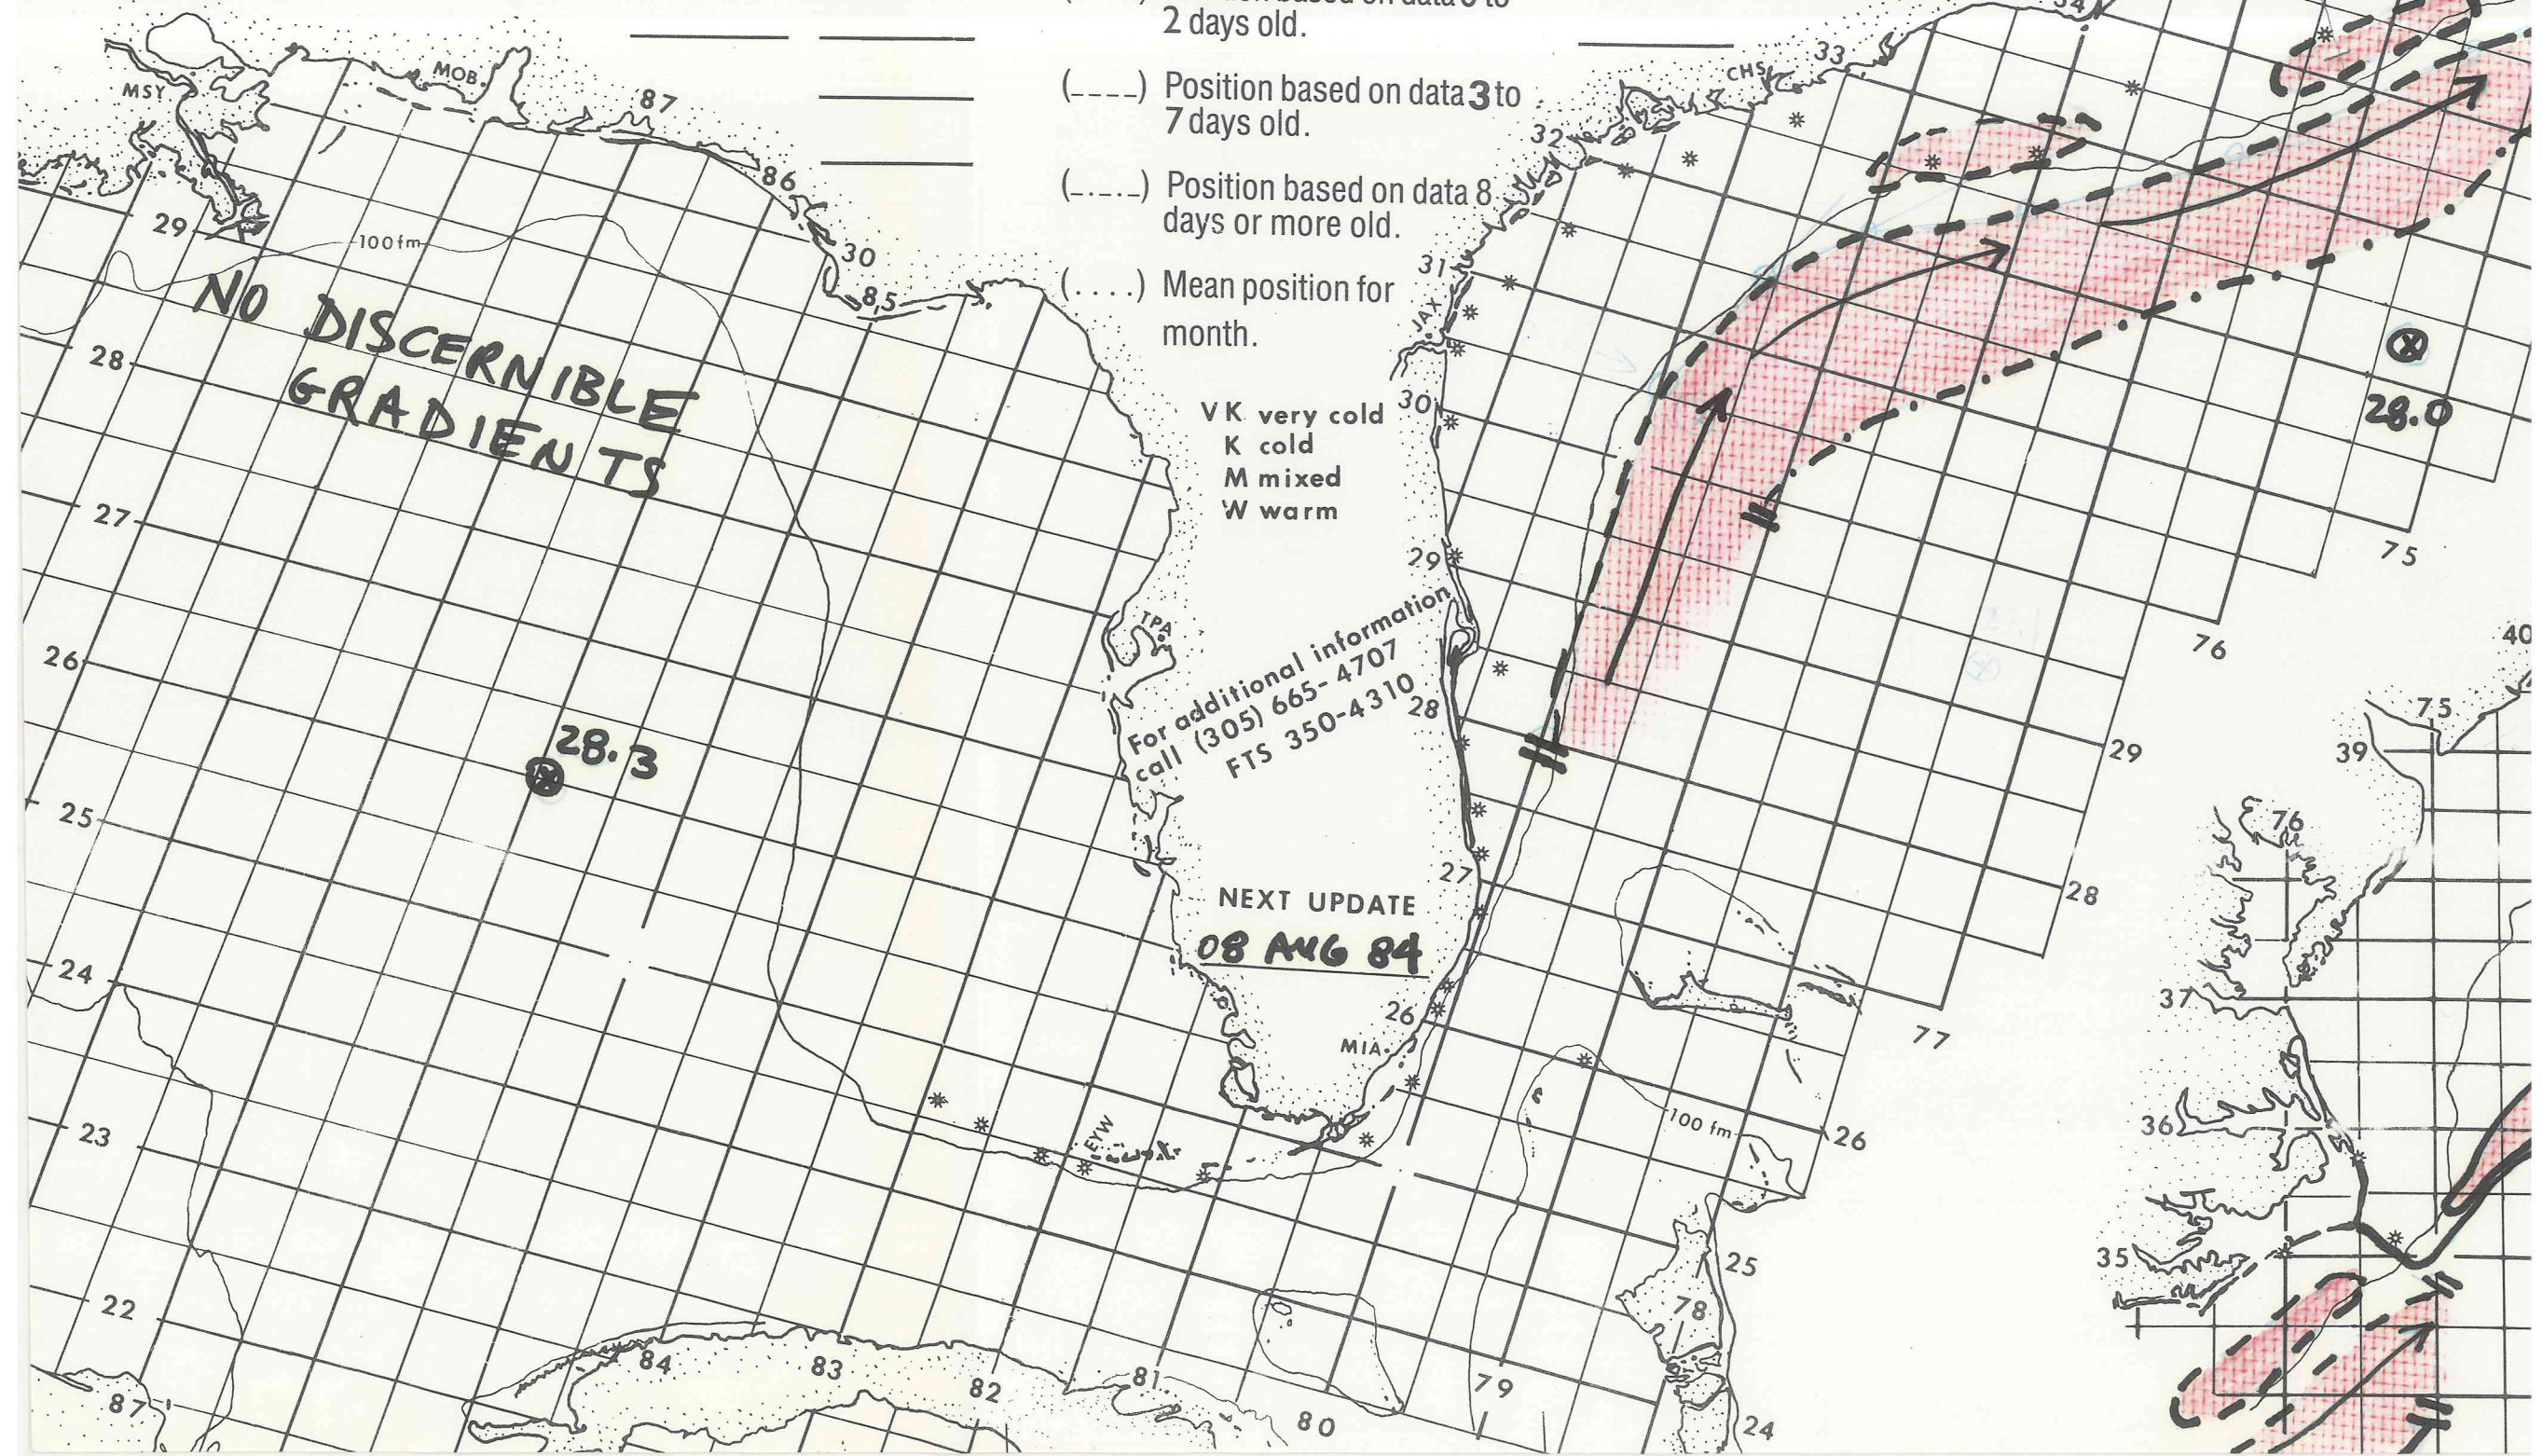 2 days old.
(____) Position based on data 3 to
7 days old.
(_._._) Position based on data 8
days or more old.
(....) Mean position for
month.
VK very cold
K cold
M mixed
W warm
For additional information
call (305) 665-4707
FTS 350-4310
NEXT UPDATE
08 AUG 84
NO DISCERNIBLE
GRADIENTS
28.3
28.0
MSY
MOB.
87
86
30
85
29
28
27
26
25
24
23
22
87
100 fm
TPA
EYW
MIA.
JAX
CHS
33
32
31
30
29
28
27
26
84
83
82
81
80
79
78
24
25
26
100 fm
77
28
29
76
75
40
75
39
76
37
36
35